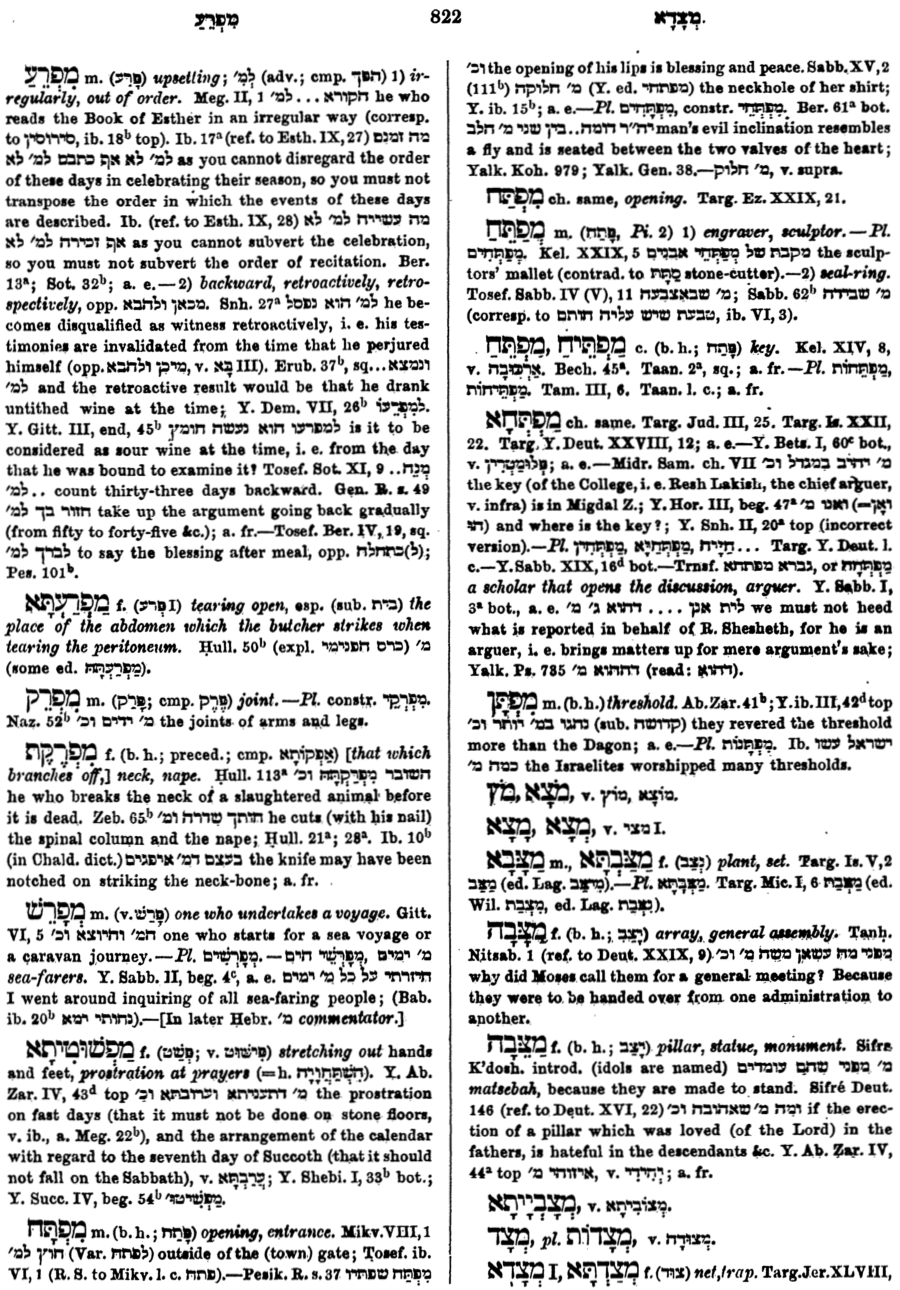 מִפְרֵעַ 822 מְצָדָא.
מִפְרֵעַ m. (פרע) upsetting; לְמ׳ (adv.; cmp. הפך) 1) ir-
regularly, out of order. Meg. II, 1 הקורא ... למ׳ he who
reads the Book of Esther in an irregular way (corresp.
to סירוסין, ib. 18b top). Ib. 17a (ref. to Esth. IX, 27) מה זמנם
למ׳ לא אף כתבם למ׳ לא as you cannot disregard the order
of these days in celebrating their season, so you must not
transpose the order in which the events of these days
are described. Ib. (ref. to Esth. IX, 28) מה עשייה למ׳ לא
אף זכירה למ׳ לא as you cannot subvert the celebration,
so you must not subvert the order of recitation. Ber.
13a; Sot. 32b; a. e.—2) backward, retroactively, retro-
spectively, opp. מכאן ולהבא. Snh. 27a למ׳ הוא נפסל he be-
comes disqualified as witness retroactively, i. e. his tes-
timonies are invalidated from the time that he perjured
himself (opp. מיכן ולהבא, v. בָּא III). Erub. 37b, sq. ונמצא...
למ׳ and the retroactive result would be that he drank
untithed wine at the time; Y. Dem. VII, 26b לְמִפְרֵעוֹ.
Y. Gitt. III, end, 45b למפרעו הוא נעשה חומץ is it to be
considered as sour wine at the time, i. e. from the day
that he was bound to examine it? Tosef. Sot. XI, 9 מְנֵה..
למ׳.. count thirty-three days backward. Gen. R. s. 49
חזור בך למ׳ take up the argument going back gradually
(from fifty to forty-five &c.); a. fr.—Tosef. Ber. IV, 19, sq.
לברך למ׳ to say the blessing after meal, opp. (ל)כתחלה;
Pes. 101b.
מַפְרַעְתָּא f. (פרע I) tearing open, esp. (sub. בית) the
place of the abdomen which the butcher strikes when
tearing the peritoneum. Ḥull. 50b (expl. כרס הפנימי) מ׳
(some ed. מְפַרַעְתָּה).
מִפְרָק m. (פָּרַק; cmp. פֶּרֶק) joint.—Pl. constr. מִפְרְקֵי.
Naz. 52b מ׳ ידים וכ׳ the joints of arms and legs.
מַפְרֶקֶת f. (b. h.; preced.; cmp. אַפְקוּתָא) [that which
branches off,] neck, nape. Ḥull. 113a השובר מִפְרַקְתָּהּ וכ׳
he who breaks the neck of a slaughtered animal before
it is dead. Zeb. 65b חותך שדרה ומ׳ he cuts (with his nail)
the spinal column and the nape; Ḥull. 21a; 28a. Ib. 10b
(in Chald. dict.) בעצם דמ׳ איפגים the knife may have been
notched on striking the neck-bone; a. fr.
מְפָרֵשׁ m. (v. פָּרַשׁ) one who undertakes a voyage. Gitt.
VI, 5 המ׳ והיוצא וכ׳ one who starts for a sea voyage or
a caravan journey.—Pl. מְפָרְשֵׁי הים—.מְפָרְשִׁים, מ׳ ימים
sea-farers. Y. Sabb. II, beg. 4c, a. e. חיזרתי על כל מ׳ ימים
I went around inquiring of all sea-faring people; (Bab.
ib. 20b נחותי ימא).—[In later Hebr. מ׳ commentator.]
מַפְשׁוּטִיתָא f. (פְּשַׁט; v. פִּישׁוּט) stretching out hands
and feet, prostration at prayers (=h. הִשְׁתַּחֲוָיָה). Y. Ab.
Zar. IV, 43d top מ׳ דתעניתא וערובתא וכ׳ the prostration
on fast days (that it must not be done on stone floors,
v. ib., a. Meg. 22b), and the arrangement of the calendar
with regard to the seventh day of Succoth (that it should
not fall on the Sabbath), v. עֲרַבְתָּא; Y. Shebi. I, 33b bot.;
Y. Succ. IV, beg. 54b מַפְשִׁיטִי.
מִפְתָּח m. (b. h.; פתח) opening, entrance. Mikv. VIII, 1
חוץ למ׳ (Var. לפתח) outside of the (town) gate; Tosef. ib.
VI, 1 (R. S. to Mikv. l. c. פתח).—Pesik. R. s. 37 מִפְתַּח שפתיו
וכ׳ the opening of his lips is blessing and peace. Sabb. XV, 2
(111b) מ׳ חלוקה (Y. ed. מפתחי) the neckhole of her shirt;
Y. ib. 15b; a. e.—Pl. מִפְתָּחִים, constr. מִפְתְּחֵי. Ber. 61a bot.
יה״ר דומה..בין שני מ׳ הלב man's evil inclination resembles
a fly and is seated between the two valves of the heart;
Yalk. Koh. 979; Yalk. Gen. 38.—מ׳ חלוק, v. supra.
מִפְתַּח ch. same, opening. Targ. Ez. XXIX, 21.
מְפַתֵּחַ m. (פָּתַח, Pi. 2) 1) engraver, sculptor.—Pl.
מְפַתְּחִים. Kel. XXIX, 5 מקבת של מְפַתְּחֵי אבנים the sculp-
tors' mallet (contrad. to סַתָּת stone-cutter).—2) seal-ring.
Tosef. Sabb. IV (V), 11 מ׳ שבאצבעה; Sabb. 62b מ׳ שבידה
(corresp. to טבעת שיש עליה חותם, ib. VI, 3).
מַפְתֵּיחַ, מַפְתֵּחַ c. (b. h.; פָּתַח) key. Kel. XIV, 8,
v. אַרְכּוּבָה. Bech. 45a. Taan. 2a, sq.; a. fr.—Pl. מַפְתְּחוֹת,
מַפְתֵּיחוֹת. Tam. III, 6. Taan. l. c.; a. fr.
מַפְתְּחָא ch. same. Targ. Jud. III, 25. Targ. Is. XXII,
22. Targ. Y. Deut. XXVIII, 12; a. e.—Y. Bets. I, 60c bot.,
v. פְּלוּמַטְרִין; a. e.—Midr. Sam. ch. VII מ׳ יהיב במגדל וכ׳
the key (of the College, i. e. Resh Lakish, the chief arguer,
v. infra) is in Migdal Z.; Y. Hor. III, beg. 47a ואנו מ׳ (=ואן
הו) and where is the key?; Y. Snh. II, 20a top (incorrect
version).—Pl. מַפְתְּחִין, מַפְתְּחַיָּא, חַיָּיה... Targ. Y. Deut. l.
c.—Y. Sabb. XIX, 16d bot.—Trnsf. גברא מפתחא, or מַפְתְּחָה
a scholar that opens the discussion, arguer. Y. Sabb. I,
3a bot., a. e. לית אנן .... דהוא ג׳ מ׳ we must not heed
what is reported in behalf of R. Shesheth, for he is an
arguer, i. e. brings matters up for mere argument's sake;
Yalk. Ps. 785 דההוא מ׳ (read: דהוא).
מִפְתָּן m. (b. h.) threshold. Ab. Zar. 41b; Y. ib. III, 42d top
נהגו במ׳ יותר וכ׳ (sub. קדושה) they revered the threshold
more than the Dagon; a. e.—Pl. מִפְתָּנוֹת. Ib. ישראל עשו
כמה מ׳ the Israelites worshipped many thresholds.
מֹצָא, מֹץ, v. מוֹצָא, מוֹץ.
מָצָא, מְצָא, v. מצי I.
מַצָּבָא m., מַצַּבְתָּא f. (נְצַב) plant, set. Targ. Is. V, 2
מַצַּב (ed. Lag. מֵיצַב).—Pl. מַצַּבְתָּא. Targ. Mic. I, 6 מַצְּבַת (ed.
Wil. מַצְבַת, ed. Lag. נִצְבַּת).
מַצָּבָה f. (b. h.; יָצַב) array, general assembly. Tanḥ.
Nitsab. 1 (ref. to Deut. XXIX, 9) מפני מה עשאן משה מ׳ וכ׳
why did Moses call them for a general meeting? Because
they were to be handed over from one administration to
another.
מַצֵּבָה f. (b. h.; יָצַב) pillar, statue, monument. Sifra
K'dosh. introd. (idols are named) מ׳ מפני שהם עומדים
matsebah, because they are made to stand. Sifré Deut.
146 (ref. to Deut. XVI, 22) ומה מ׳ שאהובה וכ׳ if the erec-
tion of a pillar which was loved (of the Lord) in the
fathers, is hateful in the descendants &c. Y. Ab. Zar. IV,
44a top איזוהי מ׳, v. יְחִידִי; a. fr.
מְצָבְיָיתָא, v. מְצוֹבִיתָא.
מְצָד, pl. מְצָדוֹת, v. מְצוּדָה.
מְצָדָא I, מְצַדְתָּא f. (צוד) net, trap. Targ. Jer. XLVIII,